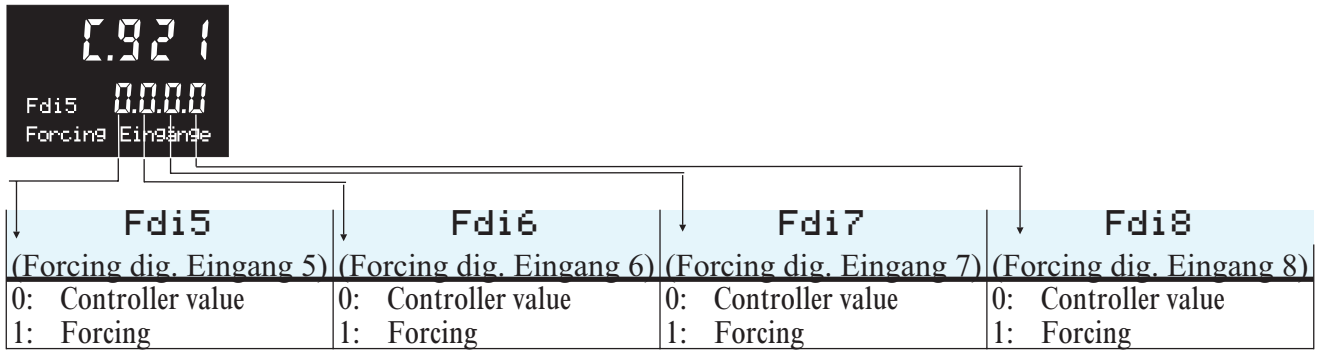 C.921
Fdi5 0.0.0.0
Forcing Eingänge
Fdi5 Fdi6 Fdi7 Fdi8
(Forcing dig. Eingang 5) (Forcing dig. Eingang 6) (Forcing dig. Eingang 7) (Forcing dig. Eingang 8)
0: Controller value 0: Controller value 0: Controller value 0: Controller value
1: Forcing 1: Forcing 1: Forcing 1: Forcing